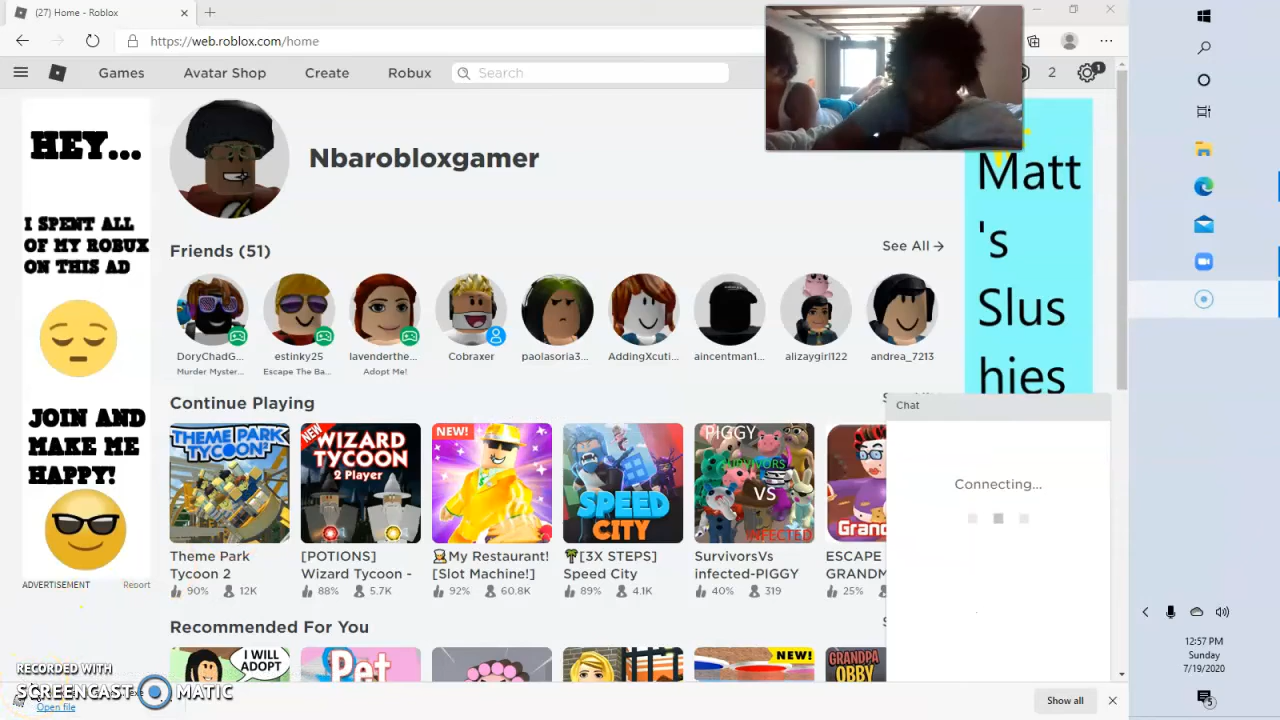 (27) Home - Roblox
https://web.roblox.com/home
Games
Avatar Shop
Create
Robux
Search
2
1
HEY...
I SPENT ALL
OF MY ROBUX
ON THIS AD
JOIN AND
MAKE ME
HAPPY!
ADVERTISEMENT
Report
Nbarobloxgamer
Friends (51)
See All
DoryChadG...
Murder Myster...
estinky25
Escape The Ba...
lavenderthe...
Adopt Me!
Cobraxer
paolasoria3...
AddingXcuti...
aincentman1...
alizaygirl122
andrea_7213
Matt
's
Slus
hies
Continue Playing
THEME PARK
TYCOON 2
NEW
WIZARD
TYCOON
2 Player
NEW!
SPEED
CITY
PIGGY
SURVIVORS
VS
INFECTED
Gran
Theme Park
Tycoon 2
[POTIONS]
Wizard Tycoon -
My Restaurant!
[Slot Machine!]
[3X STEPS]
Speed City
SurvivorsVs
infected-PIGGY
ESCAPE
GRANDM
90% 12K
88% 5.7K
92% 60.8K
89% 4.1K
40% 319
25%
Chat
Connecting...
Recommended For You
I WILL
ADOPT
Pet
NEW!
GRANDPA
OBBY
RECORDED WITH
SCREENCAST MATIC
Open file
Show all
12:57 PM
Sunday
7/19/2020
5